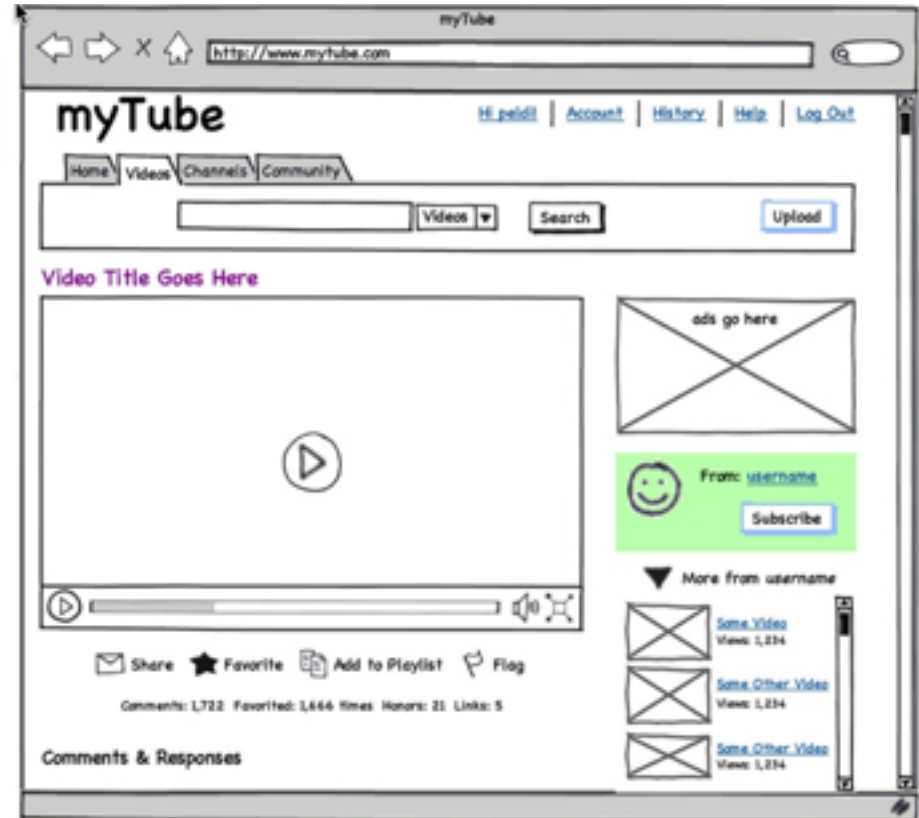 myTube
http://www.mytube.com
myTube
Hi peldi! Account History Help Log Out
Home Videos Channels Community
Videos Search Upload
Video Title Goes Here
ads go here
From: username
Subscribe
More from username
Some Video
Views: 1,234
Some Other Video
Views: 1,234
Some Other Video
Views: 1,234
Share Favorite Add to Playlist Flag
Comments: 1,722 Favorited: 1,666 times Honors: 21 Links: 5
Comments & Responses